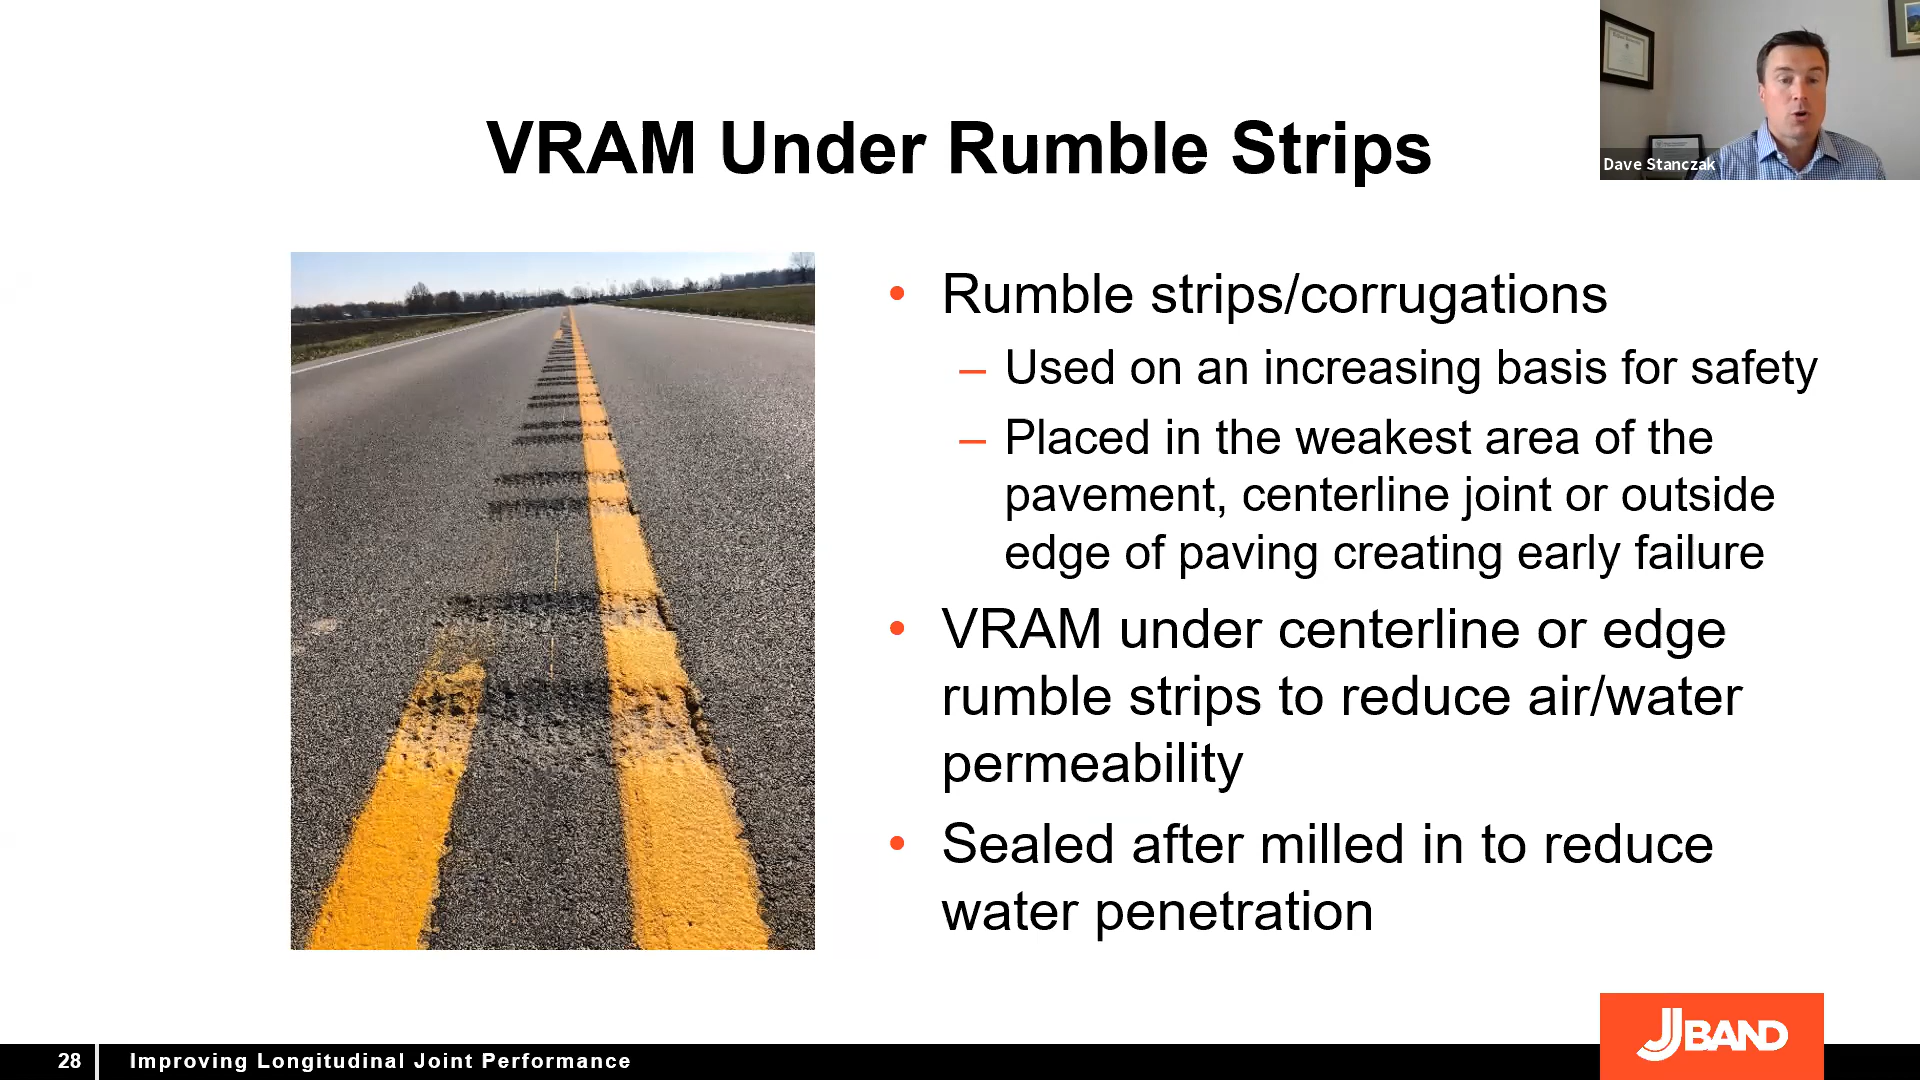 VRAM Under Rumble Strips
Dave Stanczak
• Rumble strips/corrugations
– Used on an increasing basis for safety
– Placed in the weakest area of the
pavement, centerline joint or outside
edge of paving creating early failure
• VRAM under centerline or edge
rumble strips to reduce air/water
permeability
• Sealed after milled in to reduce
water penetration
JBAND
28
Improving Longitudinal Joint Performance